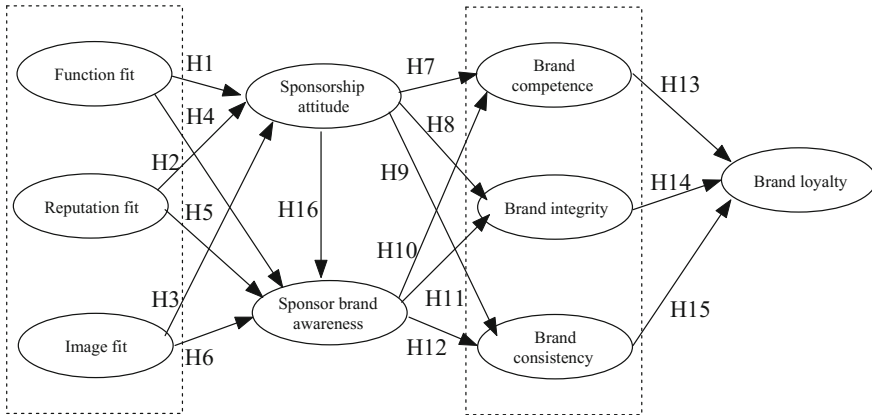 Function fit
Reputation fit
Image fit
H1
H4
H2
H5
H3
H6
Sponsorship
attitude
H16
Sponsor brand
awareness
H7
H8
H9
H10
H11
H12
Brand
competence
Brand integrity
Brand
consistency
H13
H14
H15
Brand loyalty